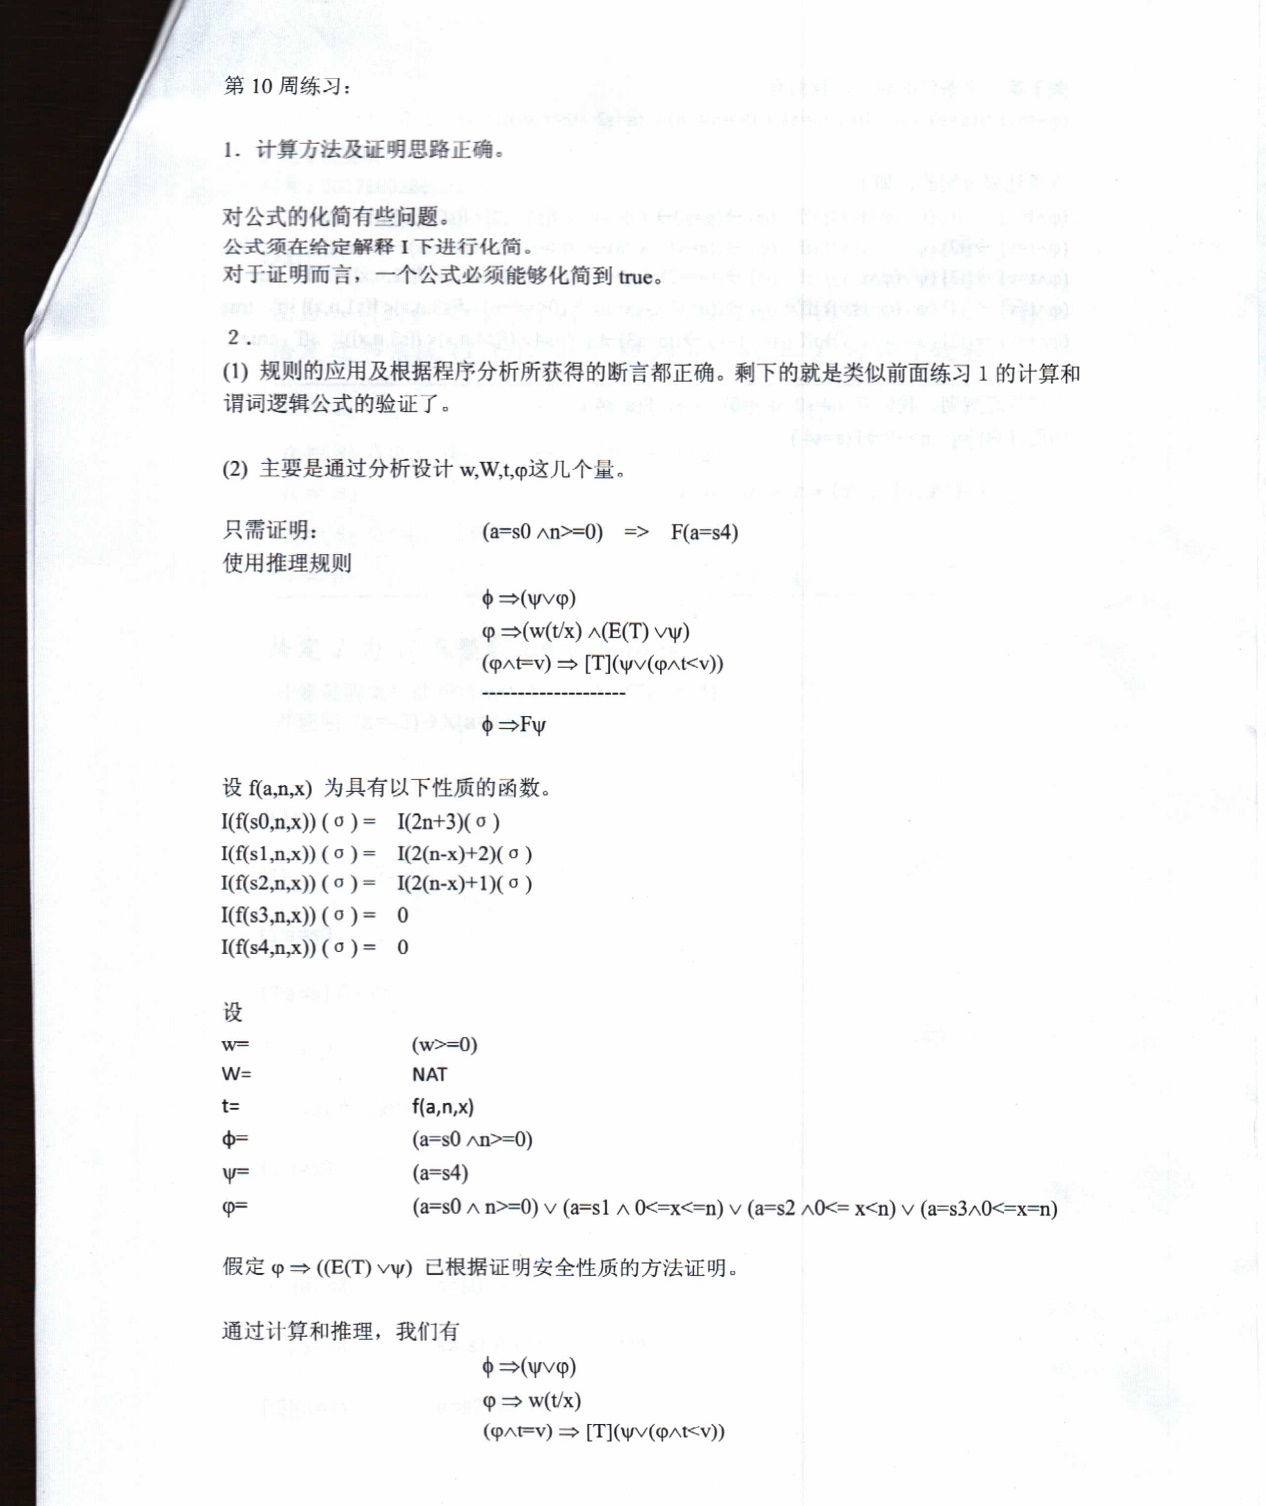 第 10 周练习：
1．计算方法及证明思路正确。
对公式的化简有些问题。
公式须在给定解释 I 下进行化简。
对于证明而言，一个公式必须能够化简到 true。
2．
(1) 规则的应用及根据程序分析所获得的断言都正确。剩下的就是类似前面练习 1 的计算和
谓词逻辑公式的验证了。
(2) 主要是通过分析设计 w,W,t,φ这几个量。
只需证明： (a=s0 ∧n>=0) => F(a=s4)
使用推理规则
ϕ ⇒(ψ∨φ)
φ ⇒(w(t/x) ∧(E(T) ∨ψ)
(φ∧t=v) ⇒ [T](ψ∨(φ∧t<v))
--------------------
ϕ ⇒Fψ
设 f(a,n,x) 为具有以下性质的函数。
I(f(s0,n,x)) (σ) = I(2n+3)(σ)
I(f(s1,n,x)) (σ) = I(2(n-x)+2)(σ)
I(f(s2,n,x)) (σ) = I(2(n-x)+1)(σ)
I(f(s3,n,x)) (σ) = 0
I(f(s4,n,x)) (σ) = 0
设
w= (w>=0)
W= NAT
t= f(a,n,x)
ϕ= (a=s0 ∧n>=0)
ψ= (a=s4)
φ= (a=s0 ∧ n>=0) ∨ (a=s1 ∧ 0<=x<=n) ∨ (a=s2 ∧0<= x<n) ∨ (a=s3∧0<=x=n)
假定 φ ⇒ ((E(T) ∨ψ) 已根据证明安全性质的方法证明。
通过计算和推理，我们有
ϕ ⇒(ψ∨φ)
φ ⇒ w(t/x)
(φ∧t=v) ⇒ [T](ψ∨(φ∧t<v))